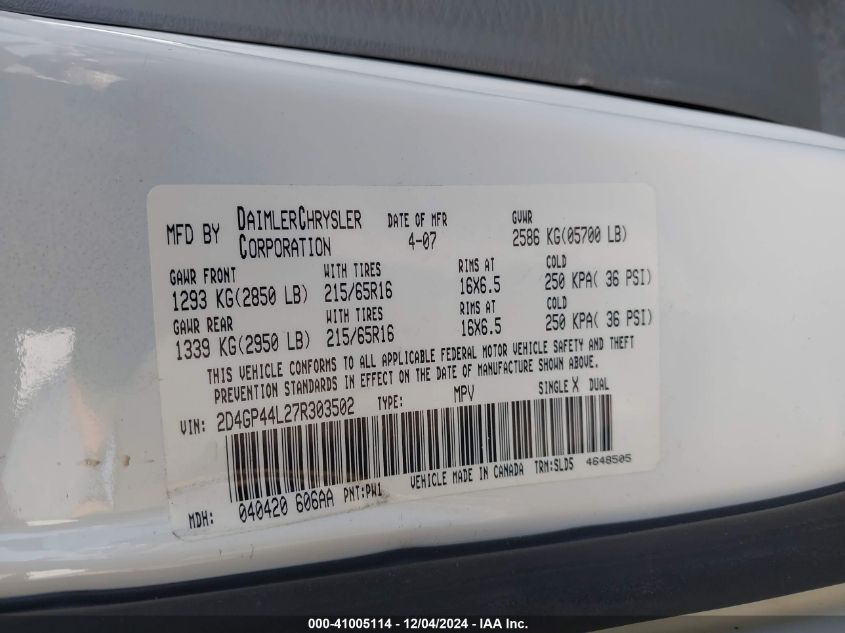 MFD BY DAIMLERCHRYSLER CORPORATION DATE OF MFR 4-07 GVWR 2586 KG(05700 LB)
GAWR FRONT WITH TIRES RIMS AT COLD
1293 KG(2850 LB) 215/65R16 16X6.5 250 KPA( 36 PSI)
GAWR REAR WITH TIRES RIMS AT COLD
1339 KG(2950 LB) 215/65R16 16X6.5 250 KPA( 36 PSI)
THIS VEHICLE CONFORMS TO ALL APPLICABLE FEDERAL MOTOR VEHICLE SAFETY AND THEFT
PREVENTION STANDARDS IN EFFECT ON THE DATE OF MANUFACTURE SHOWN ABOVE.
VIN: 2D4GP44L27R303502 TYPE: MPV SINGLE X DUAL
MDH: 040420 606AA PNT:PW1 VEHICLE MADE IN CANADA TRM:SLD5 4648505
000-41005114 - 12/04/2024 - IAA Inc.